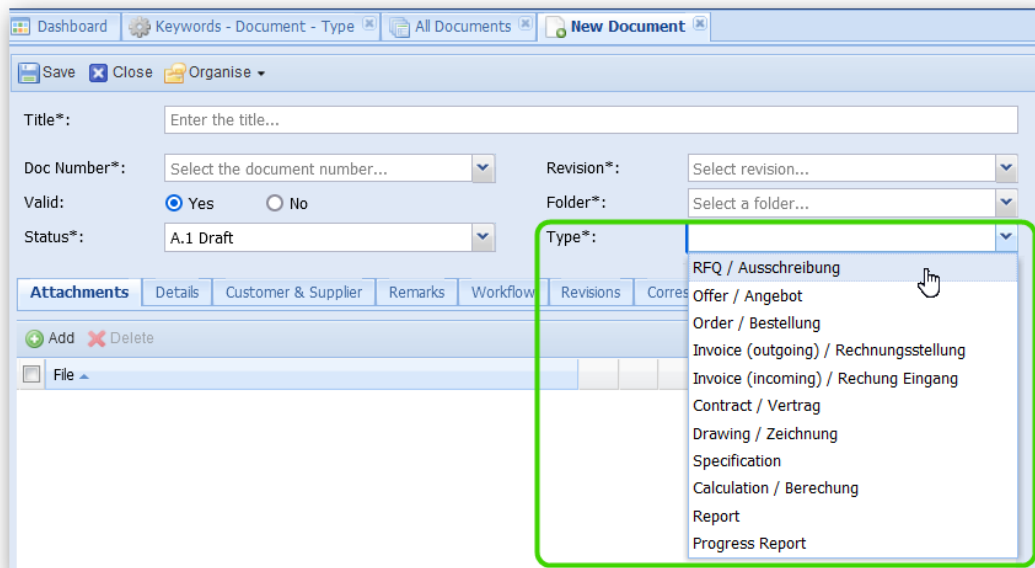 Dashboard Keywords - Document - Type All Documents New Document
Save Close Organise
Title*: Enter the title...
Doc Number*: Select the document number... Revision*: Select revision...
Valid: Yes No Folder*: Select a folder...
Status*: A.1 Draft Type*:
RFQ / Ausschreibung
Attachments Details Customer & Supplier Remarks Workflow Revisions
Offer / Angebot
Add Delete
Order / Bestellung
Invoice (outgoing) / Rechnungsstellung
File
Invoice (incoming) / Rechung Eingang
Contract / Vertrag
Drawing / Zeichnung
Specification
Calculation / Berechung
Report
Progress Report